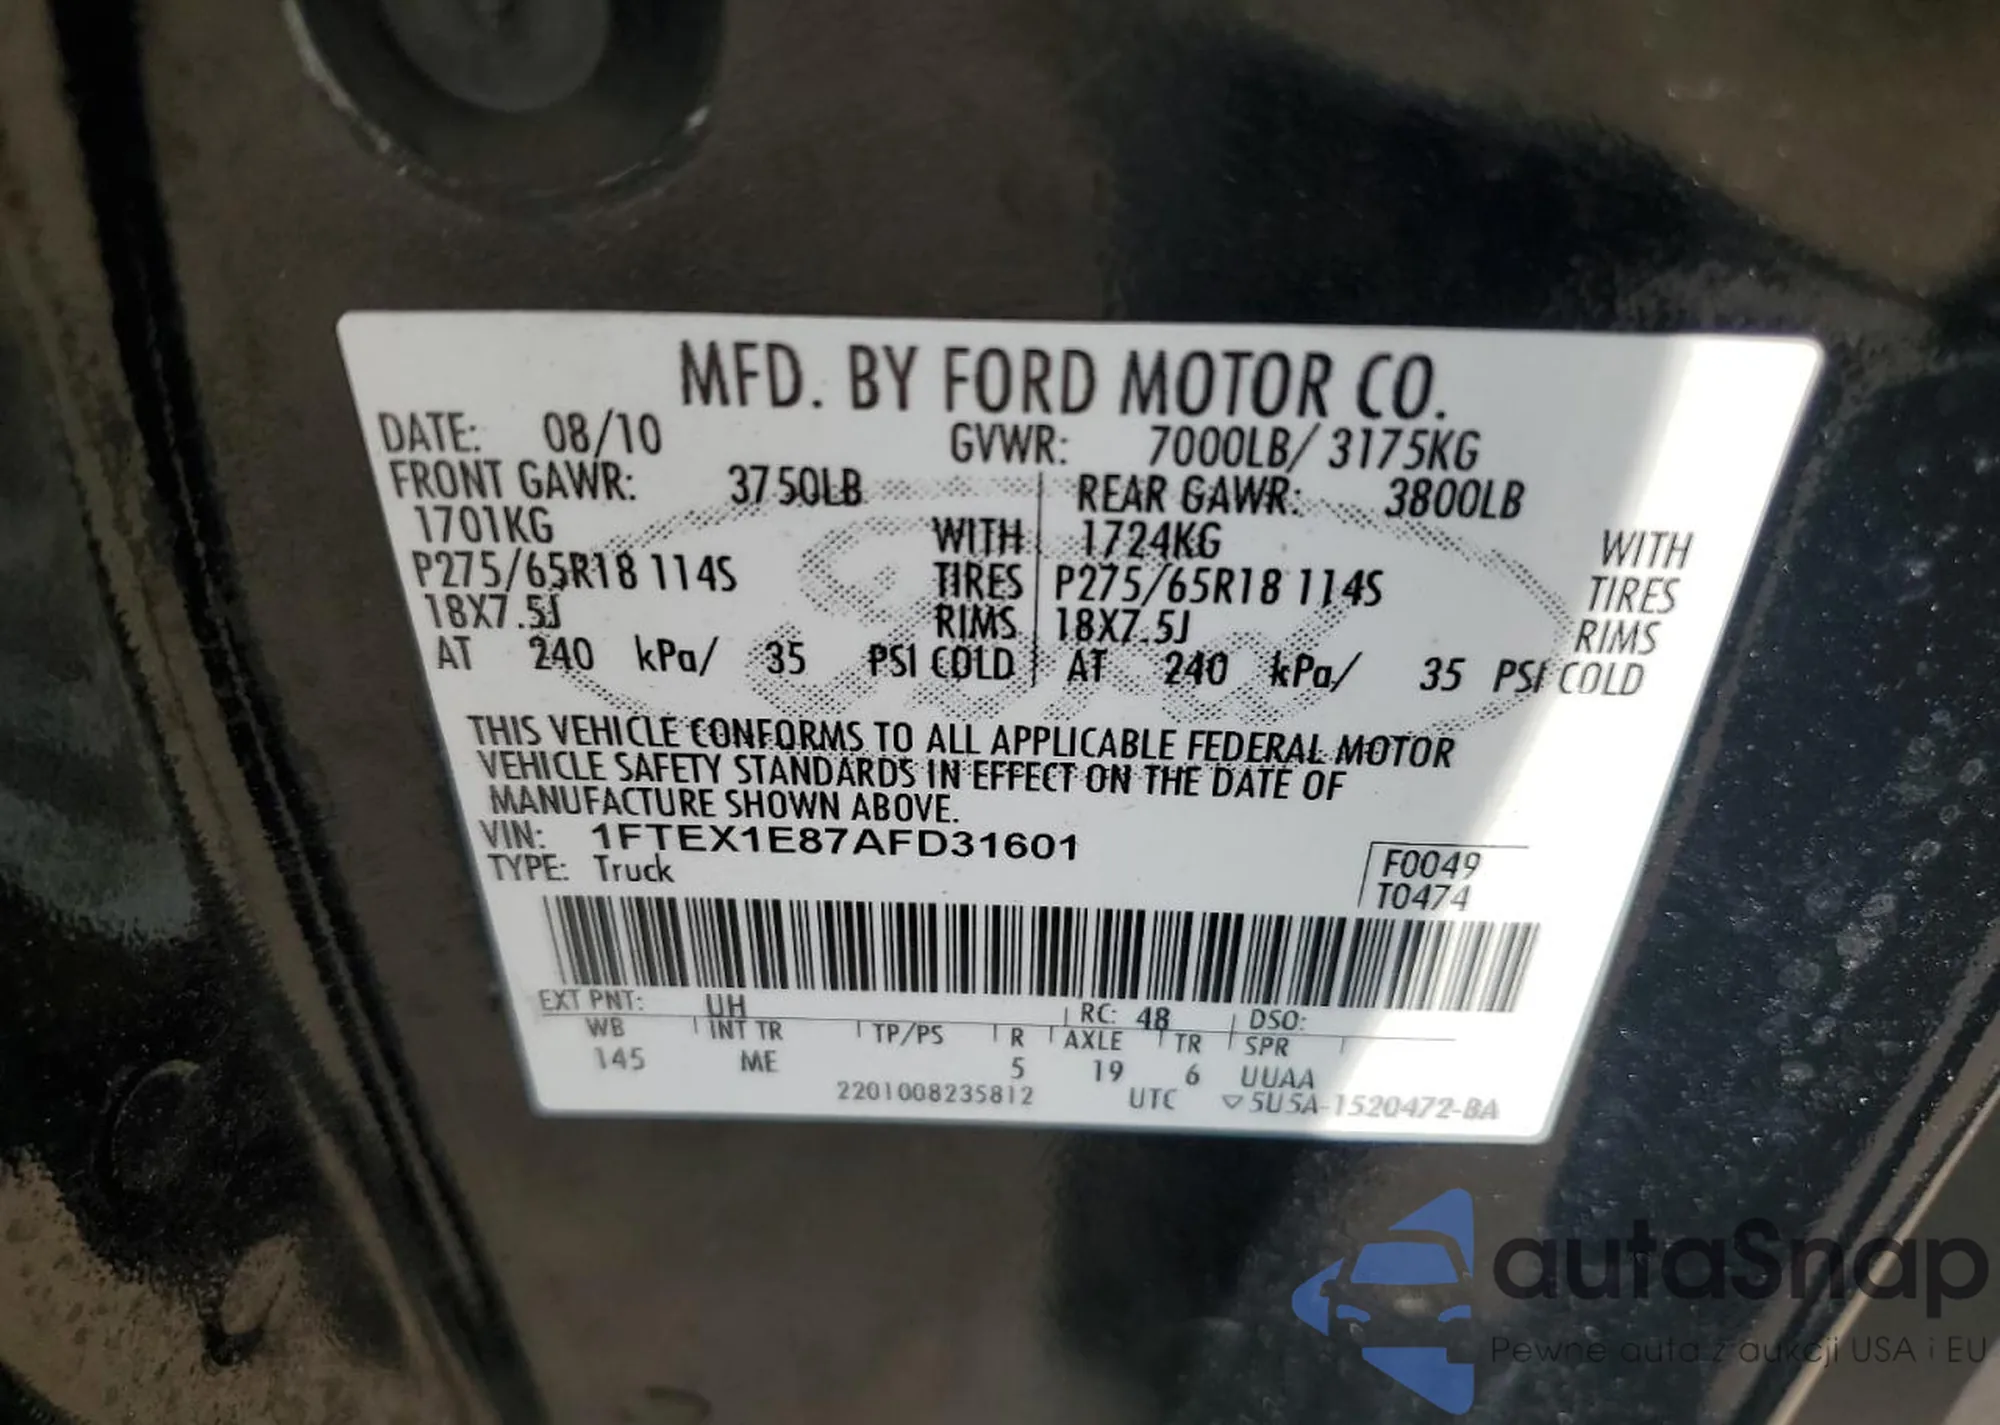 MFD. BY FORD MOTOR CO.
DATE: 08/10 GVWR: 7000LB/ 3175KG
FRONT GAWR: 3750LB REAR GAWR: 3800LB
1701KG WITH 1724KG WITH
P275/65R18 114S TIRES P275/65R18 114S TIRES
18X7.5J RIMS 18X7.5J RIMS
AT 240 kPa/ 35 PSI COLD AT 240 kPa/ 35 PSI COLD
THIS VEHICLE CONFORMS TO ALL APPLICABLE FEDERAL MOTOR
VEHICLE SAFETY STANDARDS IN EFFECT ON THE DATE OF
MANUFACTURE SHOWN ABOVE.
VIN: 1FTEX1E87AFD31601
TYPE: Truck
F0049
T0474
EXT PNT: UH RC: 48 DSO:
WB INT TR TP/PS R AXLE TR SPR
145 ME 5 19 6 UUAA
2201008235812 UTC ▽5U5A-1520472-BA
autaSnap
Pewne auta z aukcji USA i EU